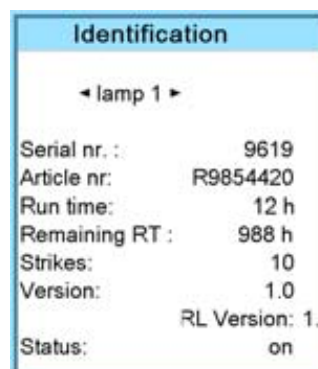 Identification
◄ lamp 1 ►
Serial nr. : 9619
Article nr: R9854420
Run time: 12 h
Remaining RT : 988 h
Strikes: 10
Version: 1.0
RL Version: 1.
Status: on